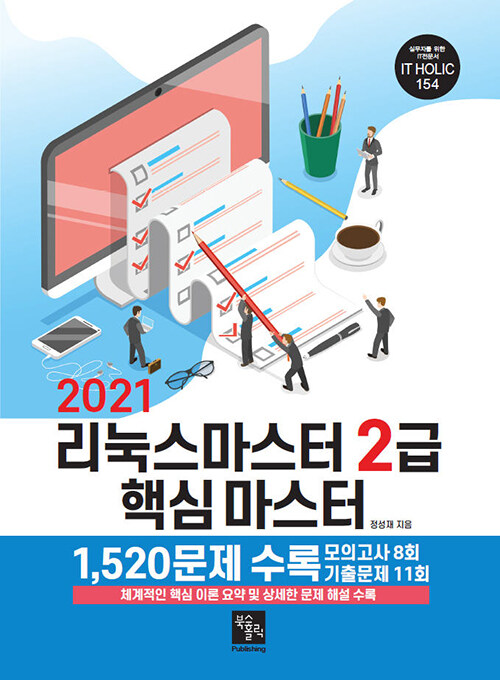 실무자를 위한
IT전문서
IT HOLIC
154
2021
리눅스마스터 2급
핵심 마스터
정성재 지음
1,520문제 수록
모의고사 8회
기출문제 11회
체계적인 핵심 이론 요약 및 상세한 문제 해설 수록
북스홀릭
Publishing